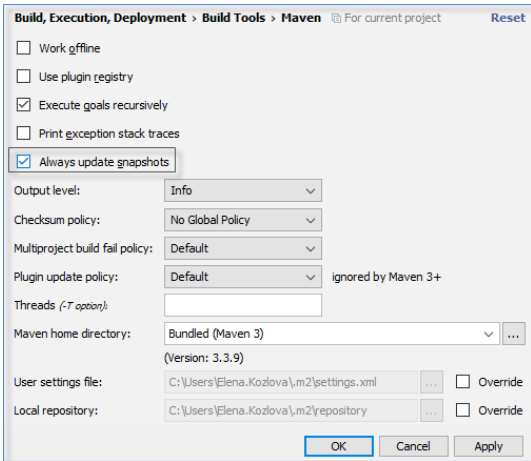 Build, Execution, Deployment › Build Tools › Maven For current project Reset
Work offline
Use plugin registry
Execute goals recursively
Print exception stack traces
Always update snapshots
Output level: Info
Checksum policy: No Global Policy
Multiproject build fail policy: Default
Plugin update policy: Default ignored by Maven 3+
Threads (-T option):
Maven home directory: Bundled (Maven 3) ...
(Version: 3.3.9)
User settings file: C:\Users\Elena.Kozlova\.m2\settings.xml ... Override
Local repository: C:\Users\Elena.Kozlova\.m2\repository ... Override
OK Cancel Apply